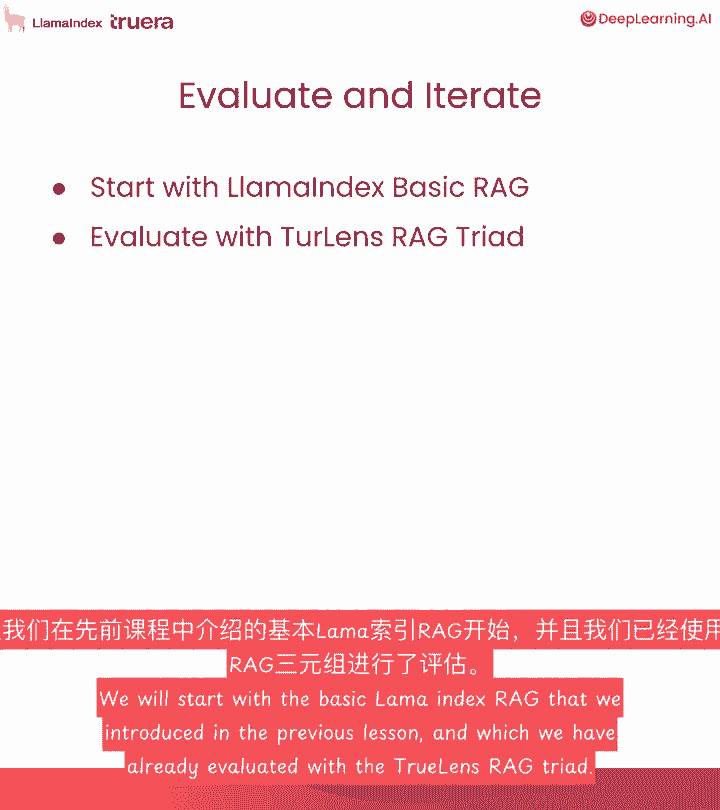 LlamaIndex truera DeepLearning.AI
Evaluate and Iterate
● Start with LlamaIndex Basic RAG
● Evaluate with TurLens RAG Triad
我们在先前课程中介绍的基本Lama索引RAG开始，并且我们已经使用
RAG三元组进行了评估。
We will start with the basic Lama index RAG that we
introduced in the previous lesson, and which we have
already evaluated with the TrueLens RAG triad.